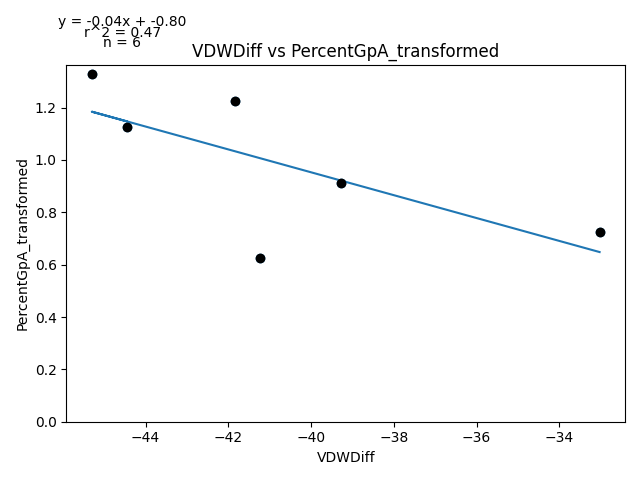 y = -0.04x + -0.80
r^2 = 0.47
n = 6
VDWDiff vs PercentGpA_transformed
PercentGpA_transformed
1.2
1.0
0.8
0.6
0.4
0.2
0.0
−44
−42
−40
−38
−36
−34
VDWDiff